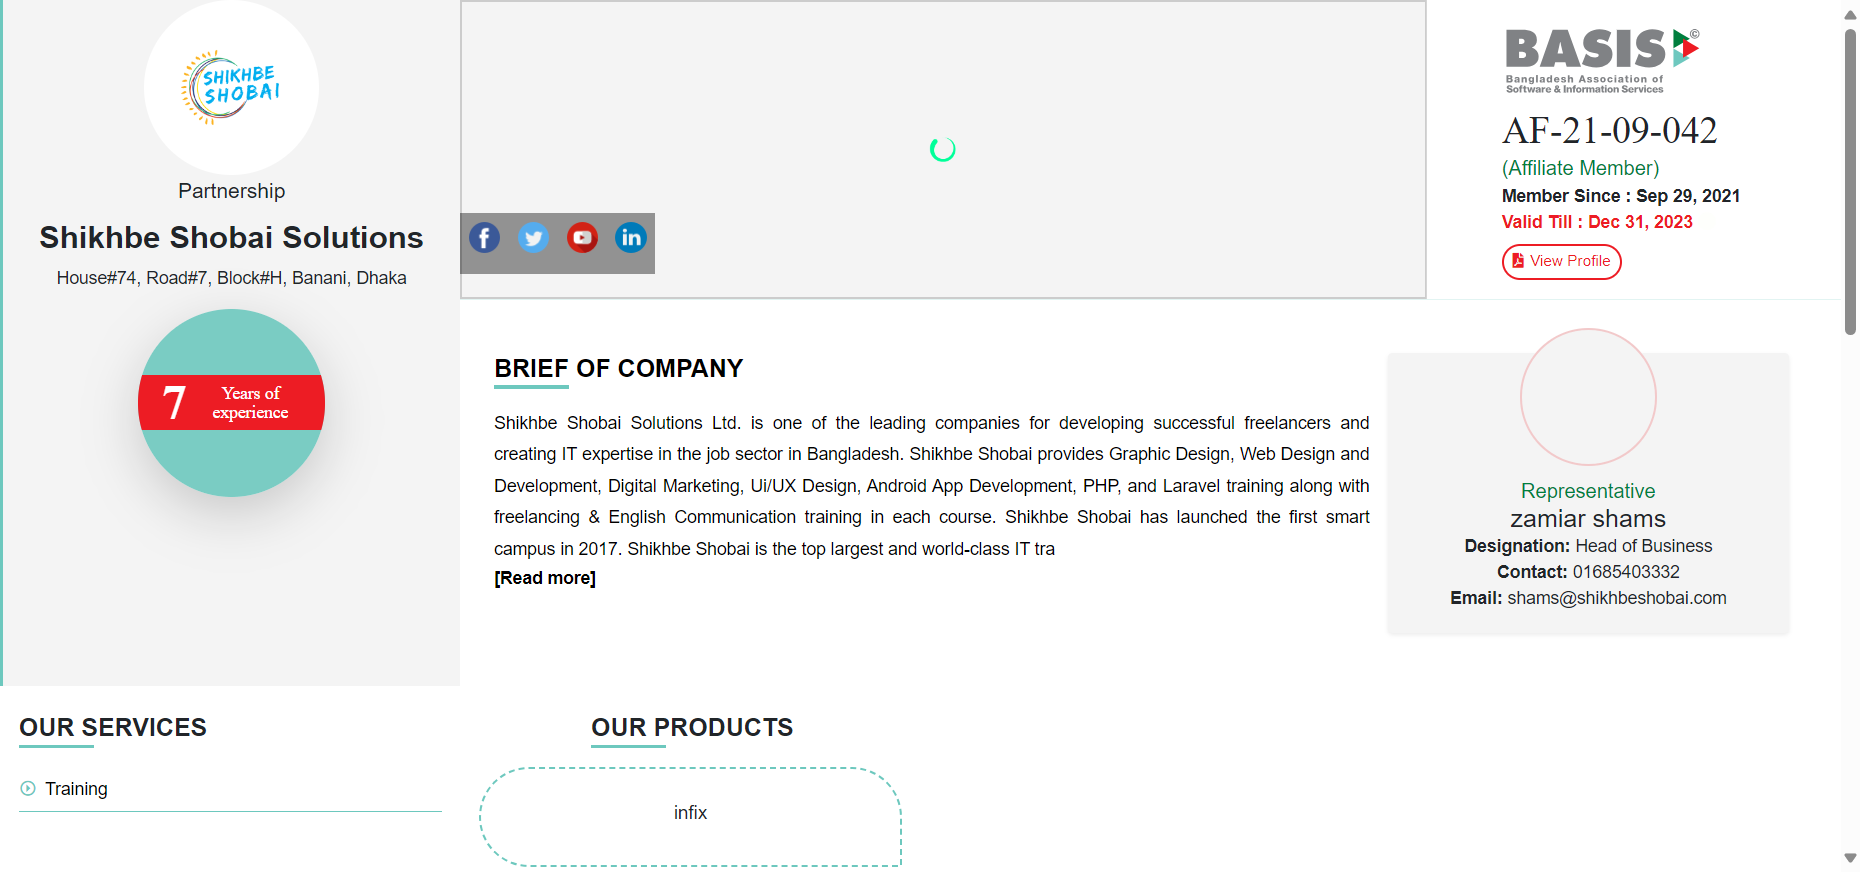 SHIKHBE
SHOBAI
Partnership
Shikhbe Shobai Solutions
House#74, Road#7, Block#H, Banani, Dhaka
7 Years of
experience
BASIS©
Bangladesh Association of
Software & Information Services
AF-21-09-042
(Affiliate Member)
Member Since : Sep 29, 2021
Valid Till : Dec 31, 2023
View Profile
BRIEF OF COMPANY
Shikhbe Shobai Solutions Ltd. is one of the leading companies for developing successful freelancers and
creating IT expertise in the job sector in Bangladesh. Shikhbe Shobai provides Graphic Design, Web Design and
Development, Digital Marketing, Ui/UX Design, Android App Development, PHP, and Laravel training along with
freelancing & English Communication training in each course. Shikhbe Shobai has launched the first smart
campus in 2017. Shikhbe Shobai is the top largest and world-class IT tra
[Read more]
Representative
zamiar shams
Designation: Head of Business
Contact: 01685403332
Email: shams@shikhbeshobai.com
OUR SERVICES
Training
OUR PRODUCTS
infix